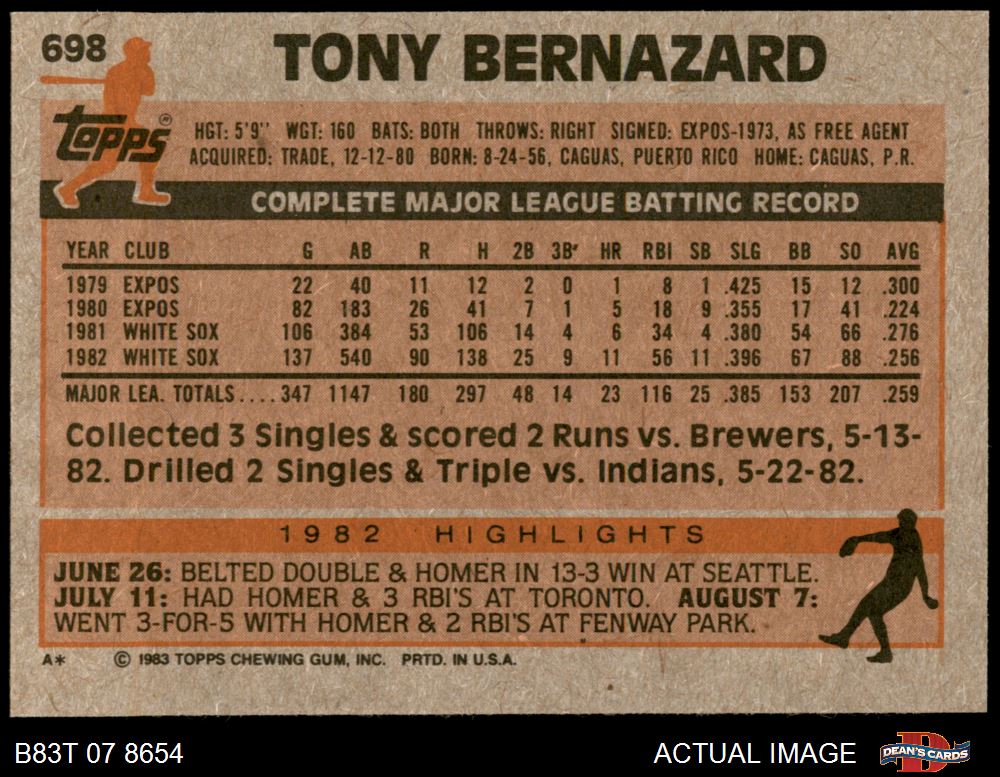 698 TONY BERNAZARD
Topps®
HGT: 5'9" WGT: 160 BATS: BOTH THROWS: RIGHT SIGNED: EXPOS-1973, AS FREE AGENT
ACQUIRED: TRADE, 12-12-80 BORN: 8-24-56, CAGUAS, PUERTO RICO HOME: CAGUAS, P.R.
COMPLETE MAJOR LEAGUE BATTING RECORD
YEAR CLUB G AB R H 2B 3B HR RBI SB SLG BB SO AVG
1979 EXPOS 22 40 11 12 2 0 1 8 1 .425 15 12 .300
1980 EXPOS 82 183 26 41 7 1 5 18 9 .355 17 41 .224
1981 WHITE SOX 106 384 53 106 14 4 6 34 4 .380 54 66 .276
1982 WHITE SOX 137 540 90 138 25 9 11 56 11 .396 67 88 .256
MAJOR LEA. TOTALS.... 347 1147 180 297 48 14 23 116 25 .385 153 207 .259
Collected 3 Singles & scored 2 Runs vs. Brewers, 5-13-
82. Drilled 2 Singles & Triple vs. Indians, 5-22-82.
1982 HIGHLIGHTS
JUNE 26: BELTED DOUBLE & HOMER IN 13-3 WIN AT SEATTLE.
JULY 11: HAD HOMER & 3 RBI'S AT TORONTO. AUGUST 7:
WENT 3-FOR-5 WITH HOMER & 2 RBI'S AT FENWAY PARK.
A* © 1983 TOPPS CHEWING GUM, INC. PRTD. IN U.S.A.
B83T 07 8654 ACTUAL IMAGE D DEAN'S CARDS